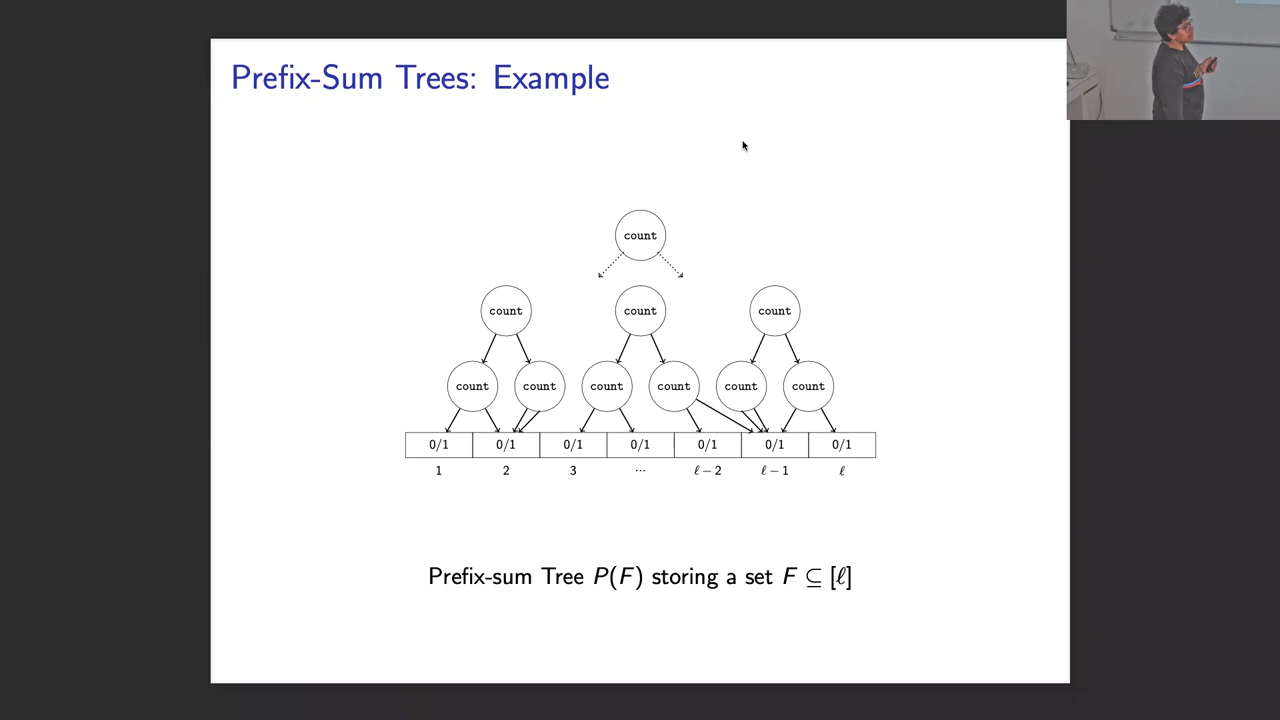 Prefix-Sum Trees: Example
count
count count count
count count count count count count
0/1 0/1 0/1 0/1 0/1 0/1 0/1
1 2 3 ... ℓ − 2 ℓ − 1 ℓ
Prefix-sum Tree P(F) storing a set F ⊆ [ℓ]